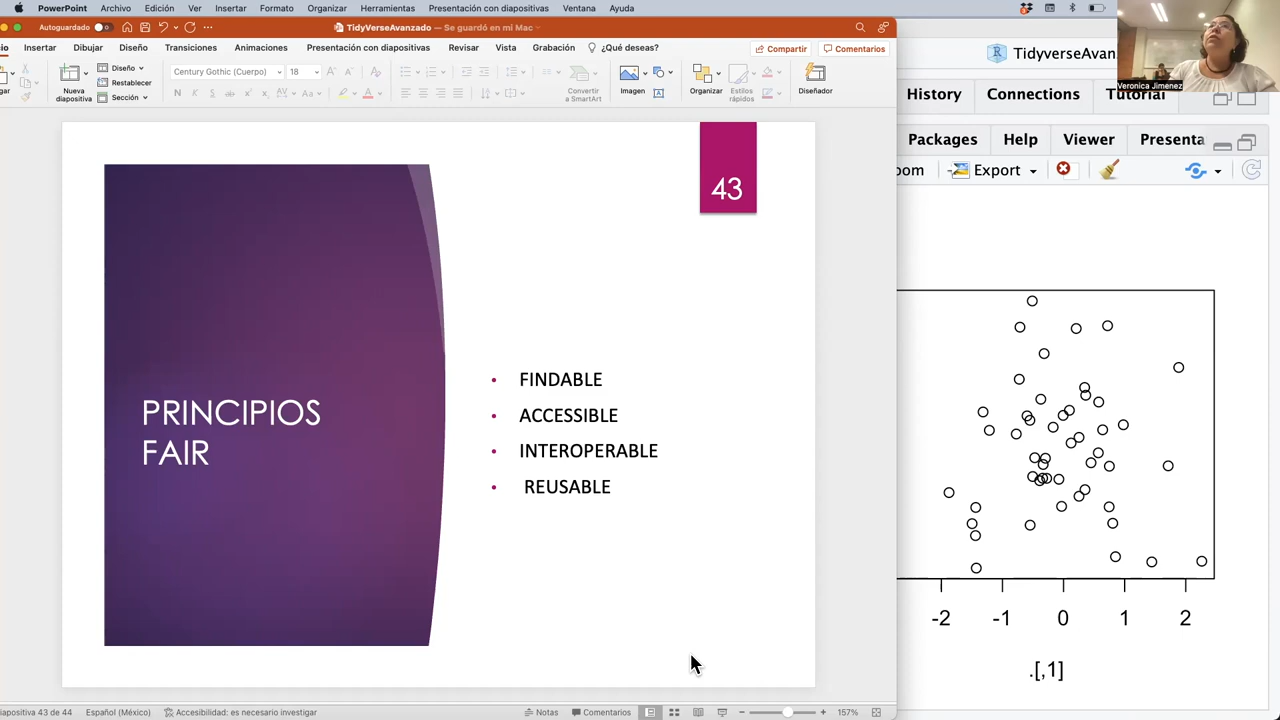 PowerPoint Archivo Edición Ver Insertar Formato Organizar Herramientas Presentación con diapositivas Ventana Ayuda
Autoguardado TidyVerseAvanzado — Se guardó en mi Mac
Insertar Dibujar Diseño Transiciones Animaciones Presentación con diapositivas Revisar Vista Grabación ¿Qué desea? Compartir Comentarios
Nueva diapositiva
Diseño
Restablecer
Sección
Century Gothic (Cuerpo) 18
N K S ab
Convertir a SmartArt
Imagen
Organizar
Estilos rápidos
Diseñador
43
PRINCIPIOS
FAIR
• FINDABLE
• ACCESSIBLE
• INTEROPERABLE
• REUSABLE
iapositiva 43 de 44 Español (México) Accesibilidad: es necesario investigar Notas Comentarios 157%
Veronica Jimenez
TidyverseAvan
History Connections Tutorial
Packages Help Viewer Presenta
oom Export
-2 -1 0 1 2
.[,1]